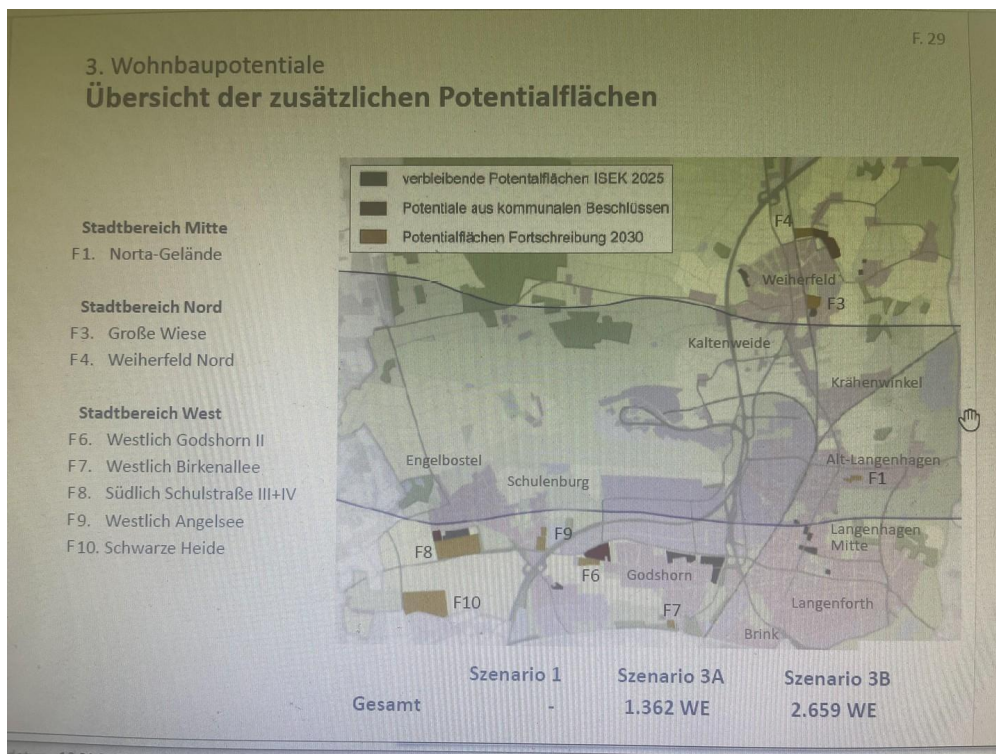 F. 29
3. Wohnbaupotentiale
Übersicht der zusätzlichen Potentialflächen
verbleibende Potentalflächen ISEK 2025
Potentiale aus kommunalen Beschlüssen
Potentialflächen Fortschreibung 2030
Stadtbereich Mitte
F1. Norta-Gelände
Stadtbereich Nord
F3. Große Wiese
F4. Weiherfeld Nord
Stadtbereich West
F6. Westlich Godshorn II
F7. Westlich Birkenallee
F8. Südlich Schulstraße III+IV
F9. Westlich Angelsee
F10. Schwarze Heide
F4
Weiherfeld
F3
Kaltenweide
Krähenwinkel
Engelbostel
Alt-Langenhagen
Schulenburg
F1
Langenhagen
Mitte
F9
F8
F6
Godshorn
F10
F7
Langenforth
Brink
Szenario 1 Szenario 3A Szenario 3B
Gesamt - 1.362 WE 2.659 WE